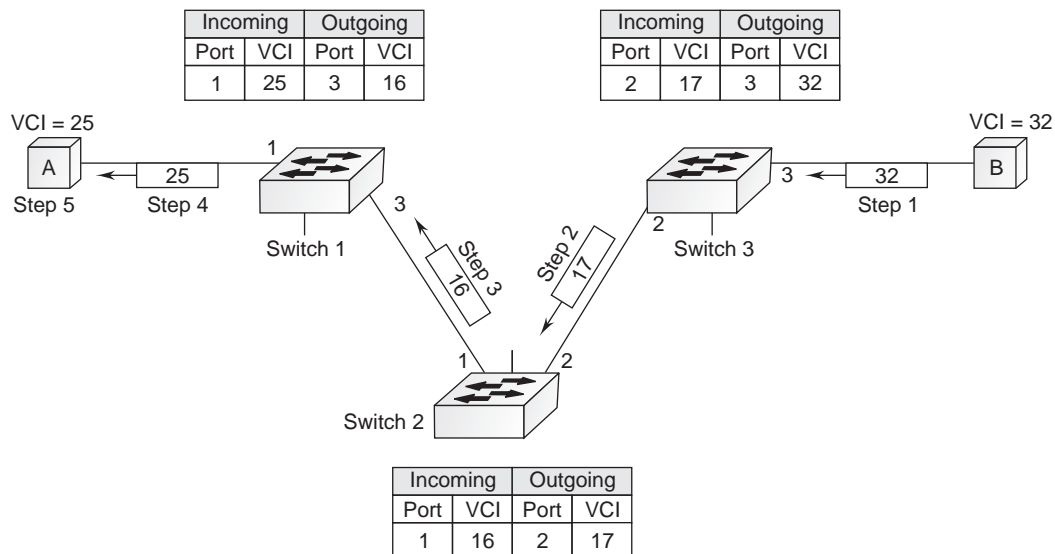 Incoming Outgoing
Port VCI Port VCI
1 25 3 16
Incoming Outgoing
Port VCI Port VCI
2 17 3 32
VCI = 25
A
1
25
Step 5
Step 4
3
Switch 1
Step 3
16
VCI = 32
B
3
32
Step 1
2
Switch 3
Step 2
17
1
2
Switch 2
Incoming Outgoing
Port VCI Port VCI
1 16 2 17